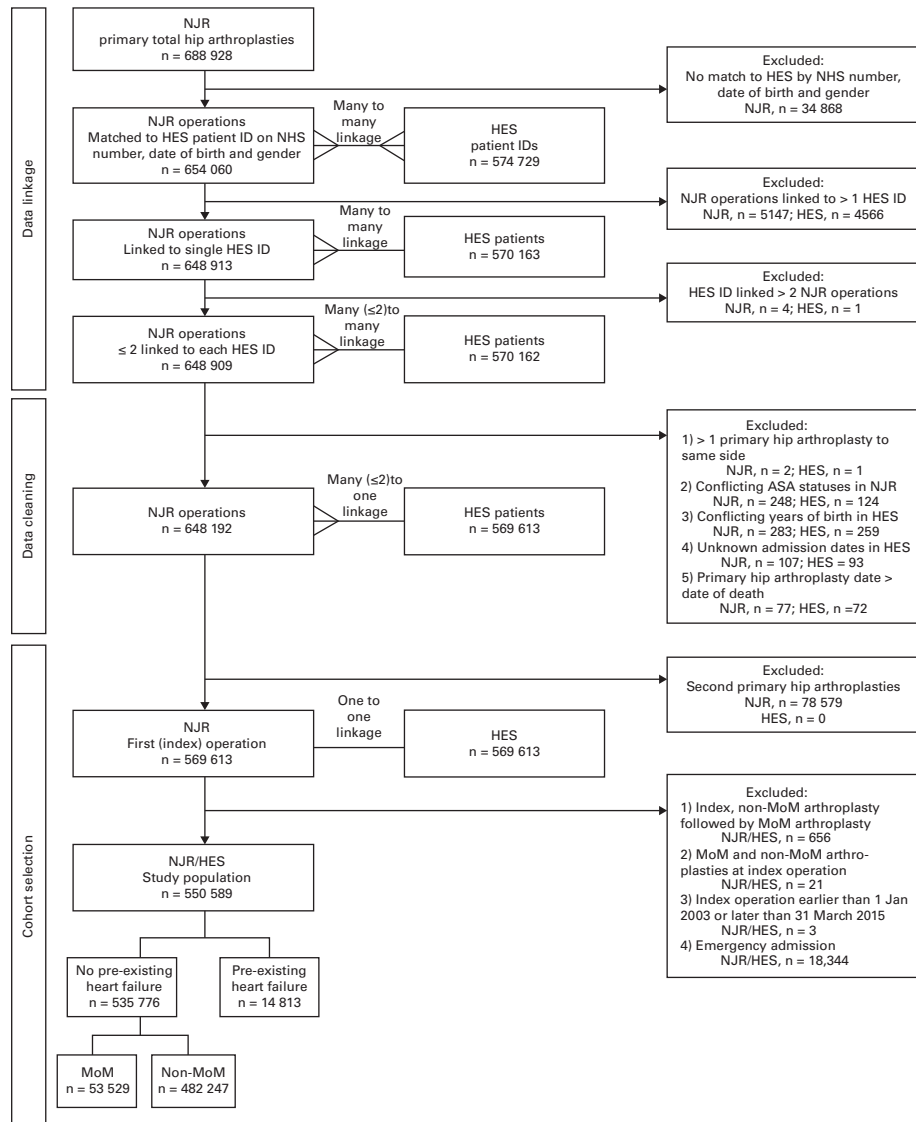 Data linkage
NJR
primary total hip arthroplasties
n = 688 928
Excluded:
No match to HES by NHS number,
date of birth and gender
NJR, n = 34 868
NJR operations
Matched to HES patient ID on NHS
number, date of birth and gender
n = 654 060
Many to
many
linkage
HES
patient IDs
n = 574 729
Excluded:
NJR operations linked to > 1 HES ID
NJR, n = 5147; HES, n = 4566
NJR operations
Linked to single HES ID
n = 648 913
Many to
many
linkage
HES patients
n = 570 163
Excluded:
HES ID linked > 2 NJR operations
NJR, n = 4; HES, n = 1
NJR operations
≤ 2 linked to each HES ID
n = 648 909
Many (≤2)to
many
linkage
HES patients
n = 570 162
Data cleaning
Excluded:
1) > 1 primary hip arthroplasty to
same side
NJR, n = 2; HES, n = 1
2) Conflicting ASA statuses in NJR
NJR, n = 248; HES, n = 124
3) Conflicting years of birth in HES
NJR, n = 283; HES, n = 259
4) Unknown admission dates in HES
NJR, n = 107; HES = 93
5) Primary hip arthroplasty date >
date of death
NJR, n = 77; HES, n =72
NJR operations
n = 648 192
Many (≤2)to
one
linkage
HES patients
n = 569 613
Cohort selection
Excluded:
Second primary hip arthroplasties
NJR, n = 78 579
HES, n = 0
NJR
First (index) operation
n = 569 613
One to
one
linkage
HES
n = 569 613
Excluded:
1) Index, non-MoM arthroplasty
followed by MoM arthroplasty
NJR/HES, n = 656
2) MoM and non-MoM arthro-
plasties at index operation
NJR/HES, n = 21
3) Index operation earlier than 1 Jan
2003 or later than 31 March 2015
NJR/HES, n = 3
4) Emergency admission
NJR/HES, n = 18,344
NJR/HES
Study population
n = 550 589
No pre-existing
heart failure
n = 535 776
Pre-existing
heart failure
n = 14 813
MoM
n = 53 529
Non-MoM
n = 482 247